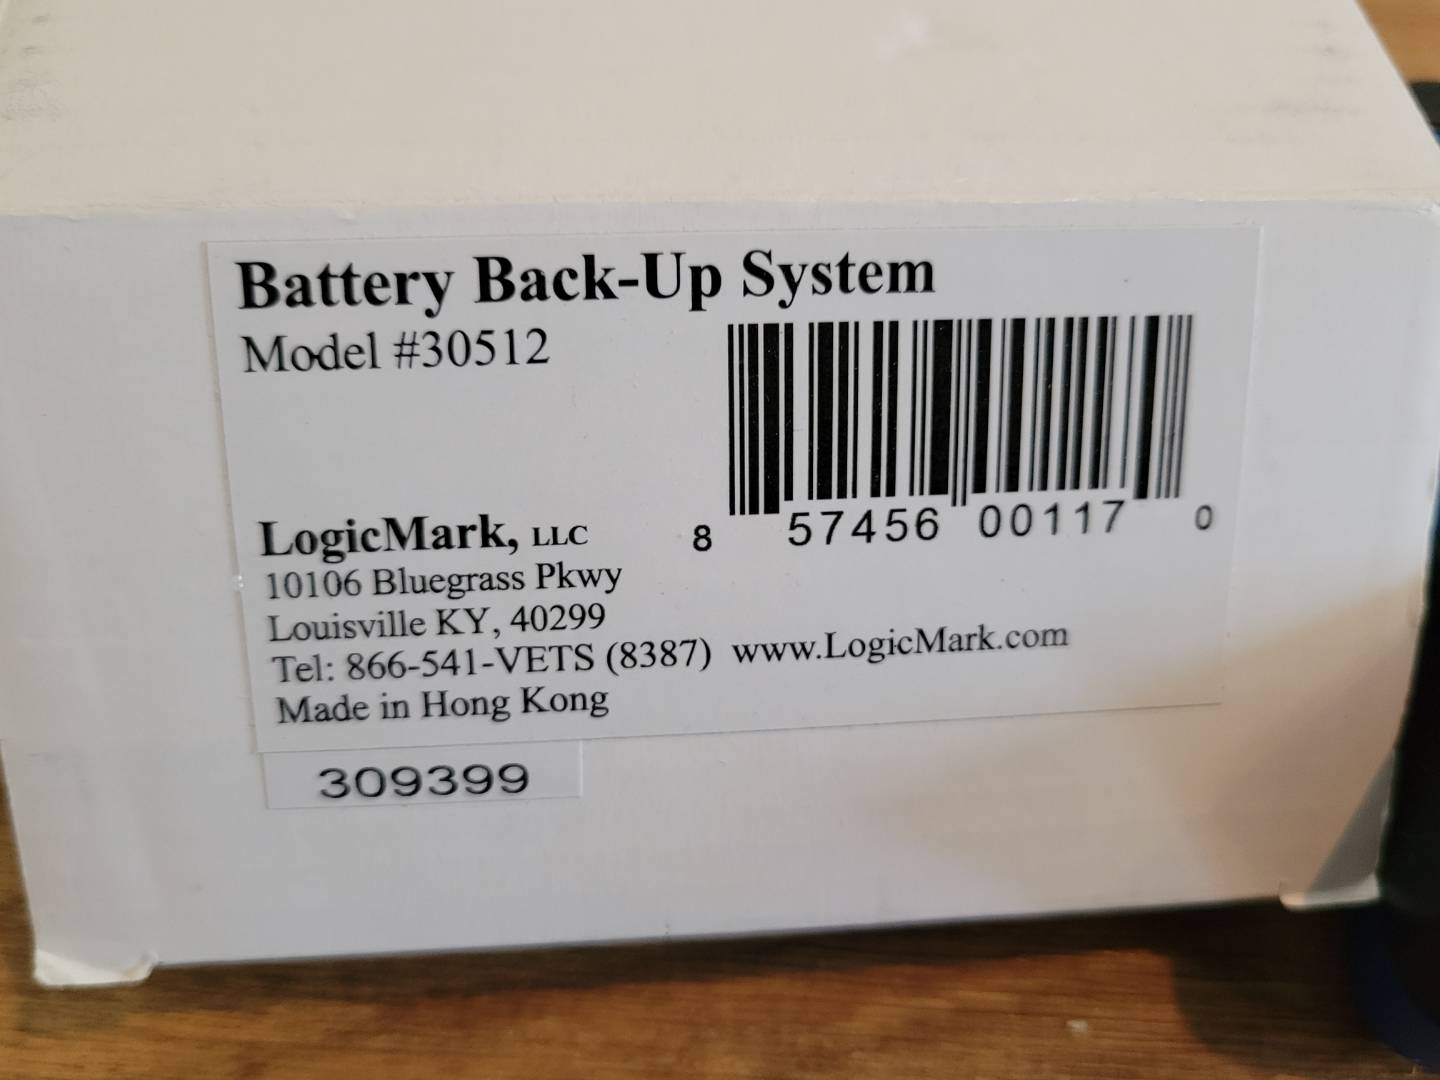 Battery Back-Up System
Model #30512
8 57456 00117 0
LogicMark, LLC
10106 Bluegrass Pkwy
Louisville KY, 40299
Tel: 866-541-VETS (8387) www.LogicMark.com
Made in Hong Kong
309399